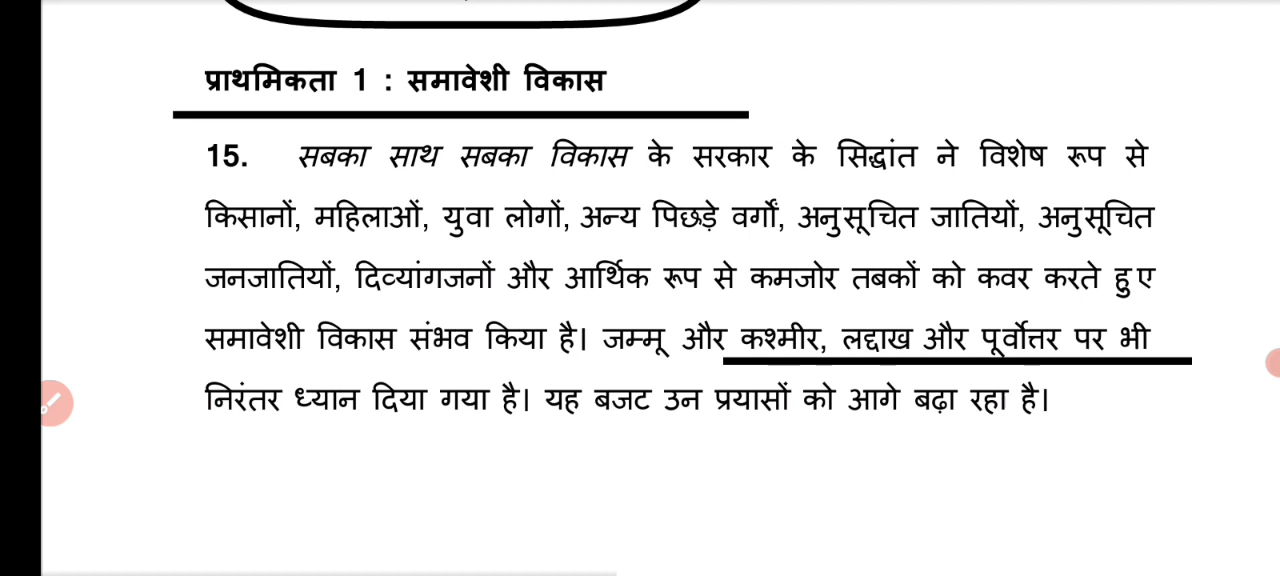 प्राथमिकता 1 : समावेशी विकास
15. सबका साथ सबका विकास के सरकार के सिद्धांत ने विशेष रूप से
किसानों, महिलाओं, युवा लोगों, अन्य पिछड़े वर्गों, अनुसूचित जातियों, अनुसूचित
जनजातियों, दिव्यांगजनों और आर्थिक रूप से कमजोर तबकों को कवर करते हुए
समावेशी विकास संभव किया है। जम्मू और कश्मीर, लद्दाख और पूर्वोत्तर पर भी
निरंतर ध्यान दिया गया है। यह बजट उन प्रयासों को आगे बढ़ा रहा है।